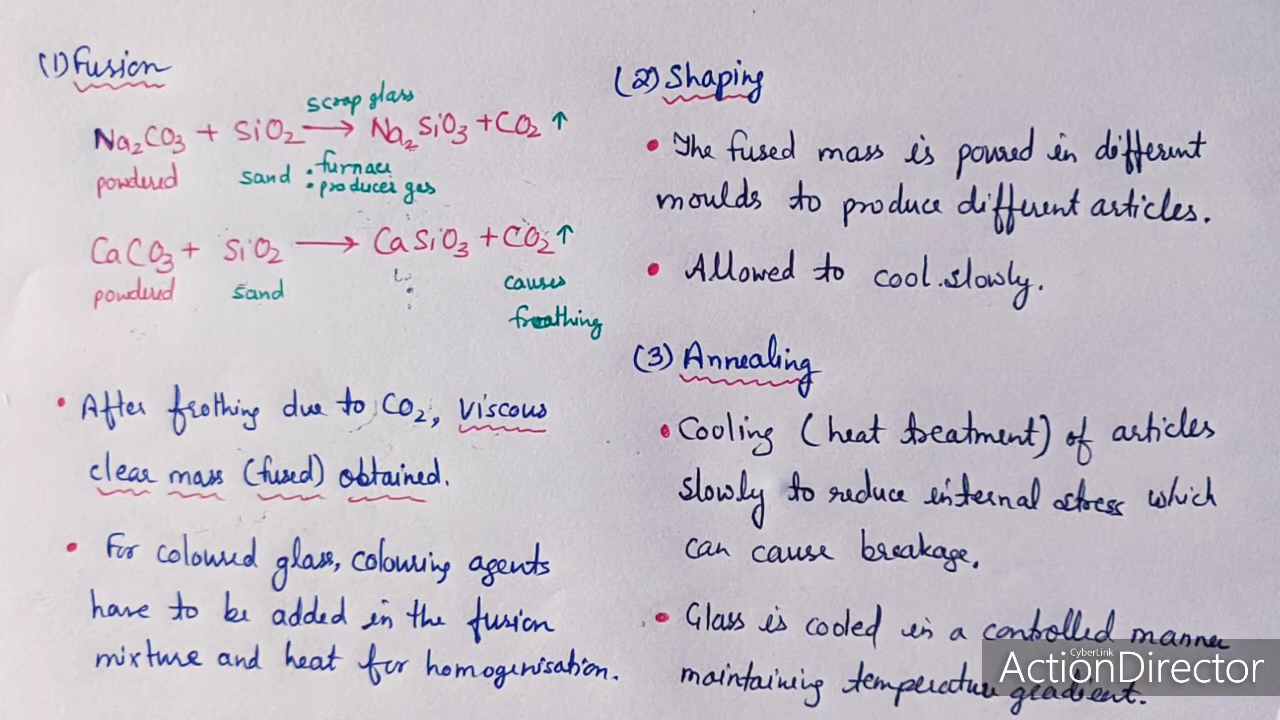 (1) Fusion
scrap glass
Na₂CO₃ + SiO₂ → Na₂SiO₃ + CO₂ ↑
powdered sand • furnace
• producer gas
CaCO₃ + SiO₂ → CaSiO₃ + CO₂ ↑
powdered sand causes
froathing
• After frothing due to CO₂, viscous
clear mass (fused) obtained.
• For coloured glass, colouring agents
have to be added in the fusion
mixture and heat for homogenisation.
(2) Shaping
• The fused mass is poured in different
moulds to produce different articles.
• Allowed to cool.slowly.
(3) Annealing
• Cooling (heat treatment) of articles
slowly to reduce internal stress which
can cause breakage.
• Glass is cooled in a controlled manner
maintaining temperature gradient.
CyberLink
ActionDirector